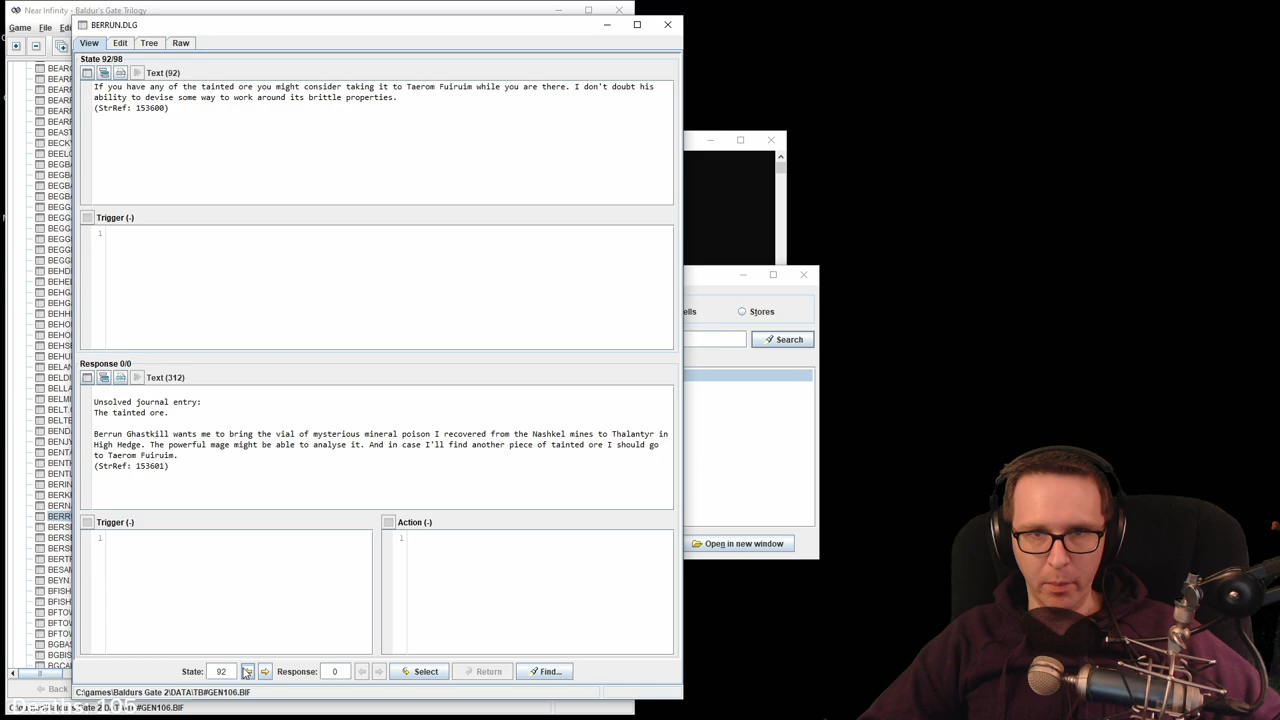 Near Infinity - Baldur's Gate Trilogy
Game File
BERRUN.DLG
View Edit Tree Raw
State 92/98
Text (92)
If you have any of the tainted ore you might consider taking it to Taerom Fuiruim while you are there. I don't doubt his
ability to devise some way to work around its brittle properties.
(StrRef: 153600)
Trigger (-)
1
Response 0/0
Text (312)
Unsolved journal entry:
The tainted ore.
Berrun Ghastkill wants me to bring the vial of mysterious mineral poison I recovered from the Nashkel mines to Thalantyr in
High Hedge. The powerful mage might be able to analyse it. And in case I'll find another piece of tainted ore I should go
to Taerom Fuiruim.
(StrRef: 153601)
Trigger (-)
1
Action (-)
1
State: 92 Response: 0 Select Return Find...
C:\games\Baldurs Gate 2\DATA\TB#GEN106.BIF
Stores
Search
Open in new window
BECKY
BELT.
BEYN.
Back
Deaths: 105